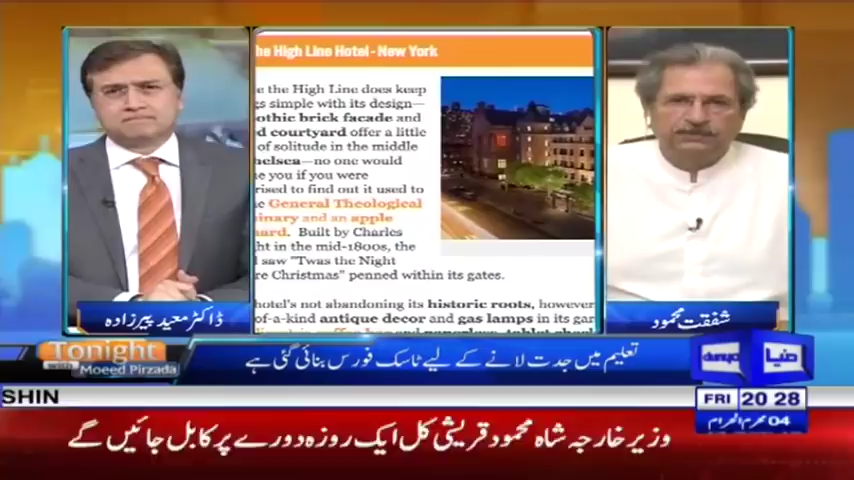 he High Line Hotel - New York
e the High Line does keep
gs simple with its design—
othic brick facade and
d courtyard offer a little
of solitude in the middle
helsea—no one would
e you if you were
rised to find out it used to
e General Theological
inary and an apple
ard. Built by Charles
ht in the mid-1800s, the
l saw "Twas the Night
re Christmas" penned within its gates.
hotel's not abandoning its historic roots, however
of-a-kind antique decor and gas lamps in its gar
ڈاکٹر معید پیرزادہ
شفقت محمود
Tonight
with Moeed Pirzada
تعلیم میں جدت لانے کے لیے ٹاسک فورس بنائی گئی ہے
dunya
دنیا
SHIN
FRI 20 28
04 محرم الحرام
وزیر خارجہ شاہ محمود قریشی کل ایک روزہ دورے پر کابل جائیں گے